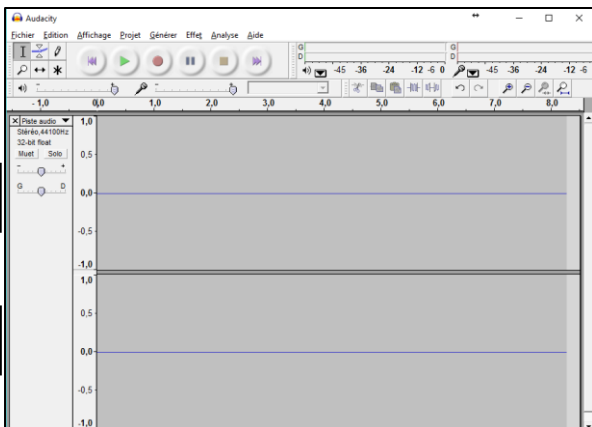 Audacity
Fichier Edition Affichage Projet Générer Effet Analyse Aide
G
D
-45 -36 -24 -12 -6 0
G
D
-45 -36 -24 -12 -6
- 1,0 0,0 1,0 2,0 3,0 4,0 5,0 6,0 7,0 8,0
X Piste audio
Stéréo,44100Hz
32-bit float
Muet Solo
- +
G D
1,0
0,5
0,0
-0,5
-1,0
1,0
0,5
0,0
-0,5
-1,0